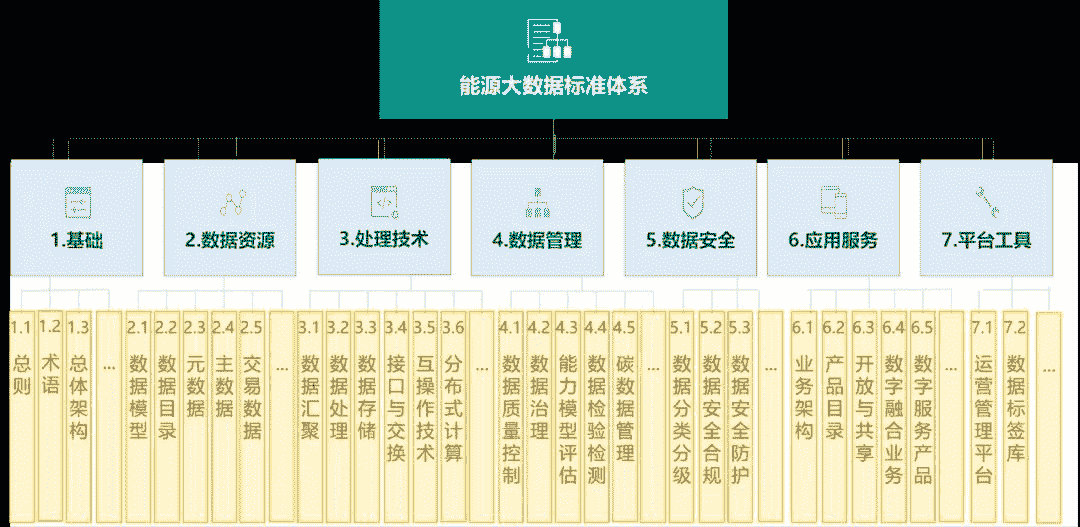 能源大数据标准体系
1.基础
2.数据资源
3.处理技术
4.数据管理
5.数据安全
6.应用服务
7.平台工具
1.1 总则
1.2 术语
1.3 总体架构
...
2.1 数据模型
2.2 数据目录
2.3 元数据
2.4 主数据
2.5 交易数据
...
3.1 数据汇聚
3.2 数据处理
3.3 数据存储
3.4 接口与交换
3.5 互操作技术
3.6 分布式计算
...
4.1 数据质量控制
4.2 数据治理
4.3 能力模型评估
4.4 数据检验检测
4.5 碳数据管理
...
5.1 数据分类分级
5.2 数据安全合规
5.3 数据安全防护
...
6.1 业务架构
6.2 产品目录
6.3 开放与共享
6.4 数字融合业务
6.5 数字服务产品
...
7.1 运营管理平台
7.2 数据标签库
...